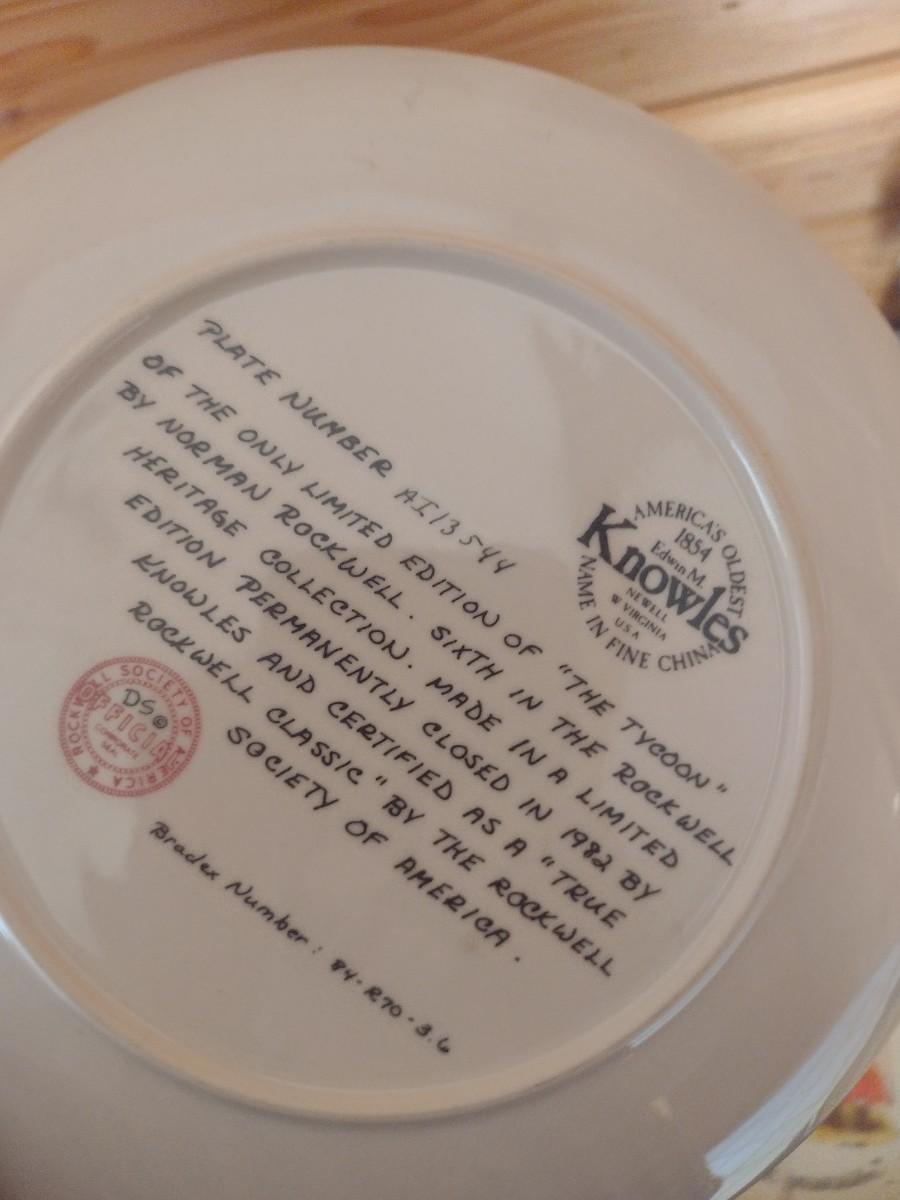 PLATE NUMBER AI13544
OF THE ONLY LIMITED EDITION OF "THE TYCOON"
BY NORMAN ROCKWELL. SIXTH IN THE ROCKWELL
HERITAGE COLLECTION. MADE IN A LIMITED
EDITION PERMANENTLY CLOSED IN 1982 BY
KNOWLES AND CERTIFIED AS A "TRUE
ROCKWELL CLASSIC" BY THE ROCKWELL
SOCIETY OF AMERICA.
AMERICA'S OLDEST
1854
Edwin M.
Knowles
NEWELL
W VIRGINIA
U.S.A
NAME IN FINE CHINA
ROCKWELL SOCIETY OF AMERICA
DS©
OFFICIAL
CORPORATE
SEAL
Bradex Number: 84-R70-3.6